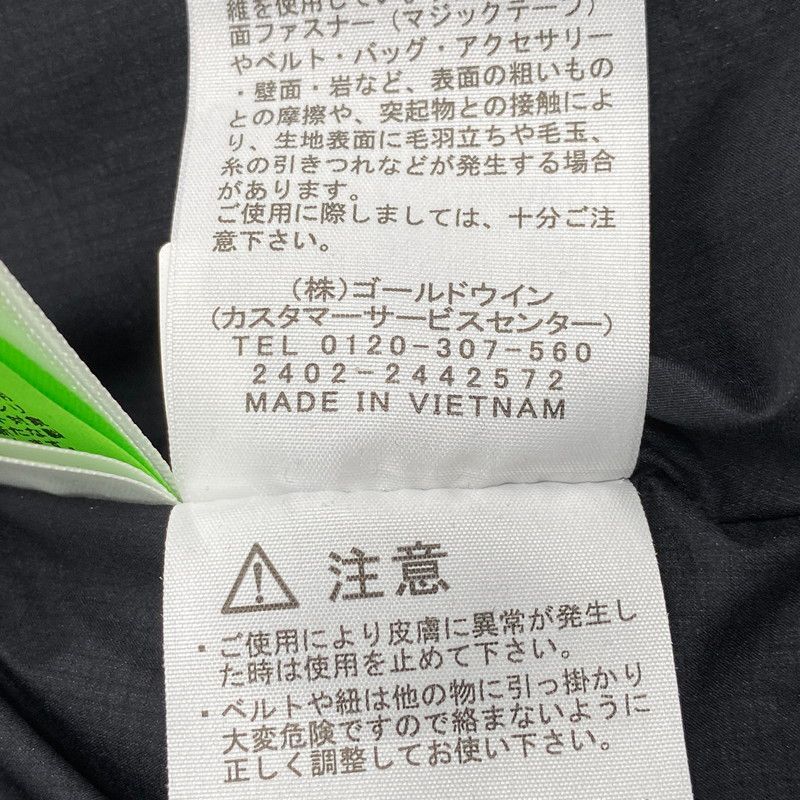 維を使用してい
面ファスナー(マジックテープ)
やベルト・バッグ・アクセサリー
・壁面・岩など、表面の粗いもの
との摩擦や、突起物との接触によ
り、生地表面に毛羽立ちや毛玉、
糸の引きつれなどが発生する場合
があります。
ご使用に際しましては、十分ご注
意下さい。
(株)ゴールドウイン
(カスタマーサービスセンター)
TEL 0120-307-560
2402-2442572
MADE IN VIETNAM
注意
・ご使用により皮膚に異常が発生し
た時は使用を止めて下さい。
・ベルトや紐は他の物に引っ掛かり
大変危険ですので絡まないように
正しく調整してお使い下さい。